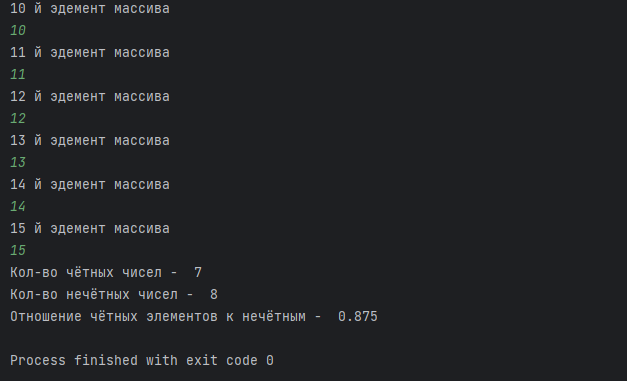 10 й эдемент массива
10
11 й эдемент массива
11
12 й эдемент массива
12
13 й эдемент массива
13
14 й эдемент массива
14
15 й эдемент массива
15
Кол-во чётных чисел -  7
Кол-во нечётных чисел -  8
Отношение чётных элементов к нечётным -  0.875
Process finished with exit code 0